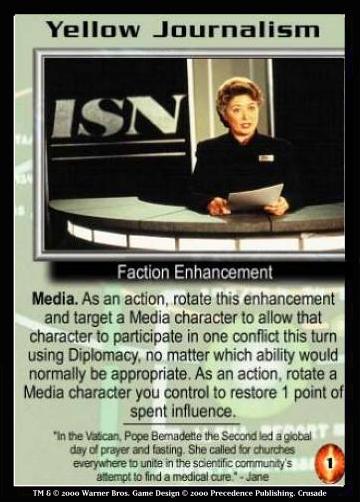 Yellow Journalism
ISN
Faction Enhancement
Media. As an action, rotate this enhancement
and target a Media character to allow that
character to participate in one conflict this turn
using Diplomacy, no matter which ability would
normally be appropriate. As an action, rotate a
Media character you control to restore 1 point of
spent influence.
"In the Vatican, Pope Bernadette the Second led a global
day of prayer and fasting. She called for churches
everywhere to unite in the scientific community's
attempt to find a medical cure." - Jane
1
TM & © 2000 Warner Bros. Game Design © 2000 Precedence Publishing. Crusade